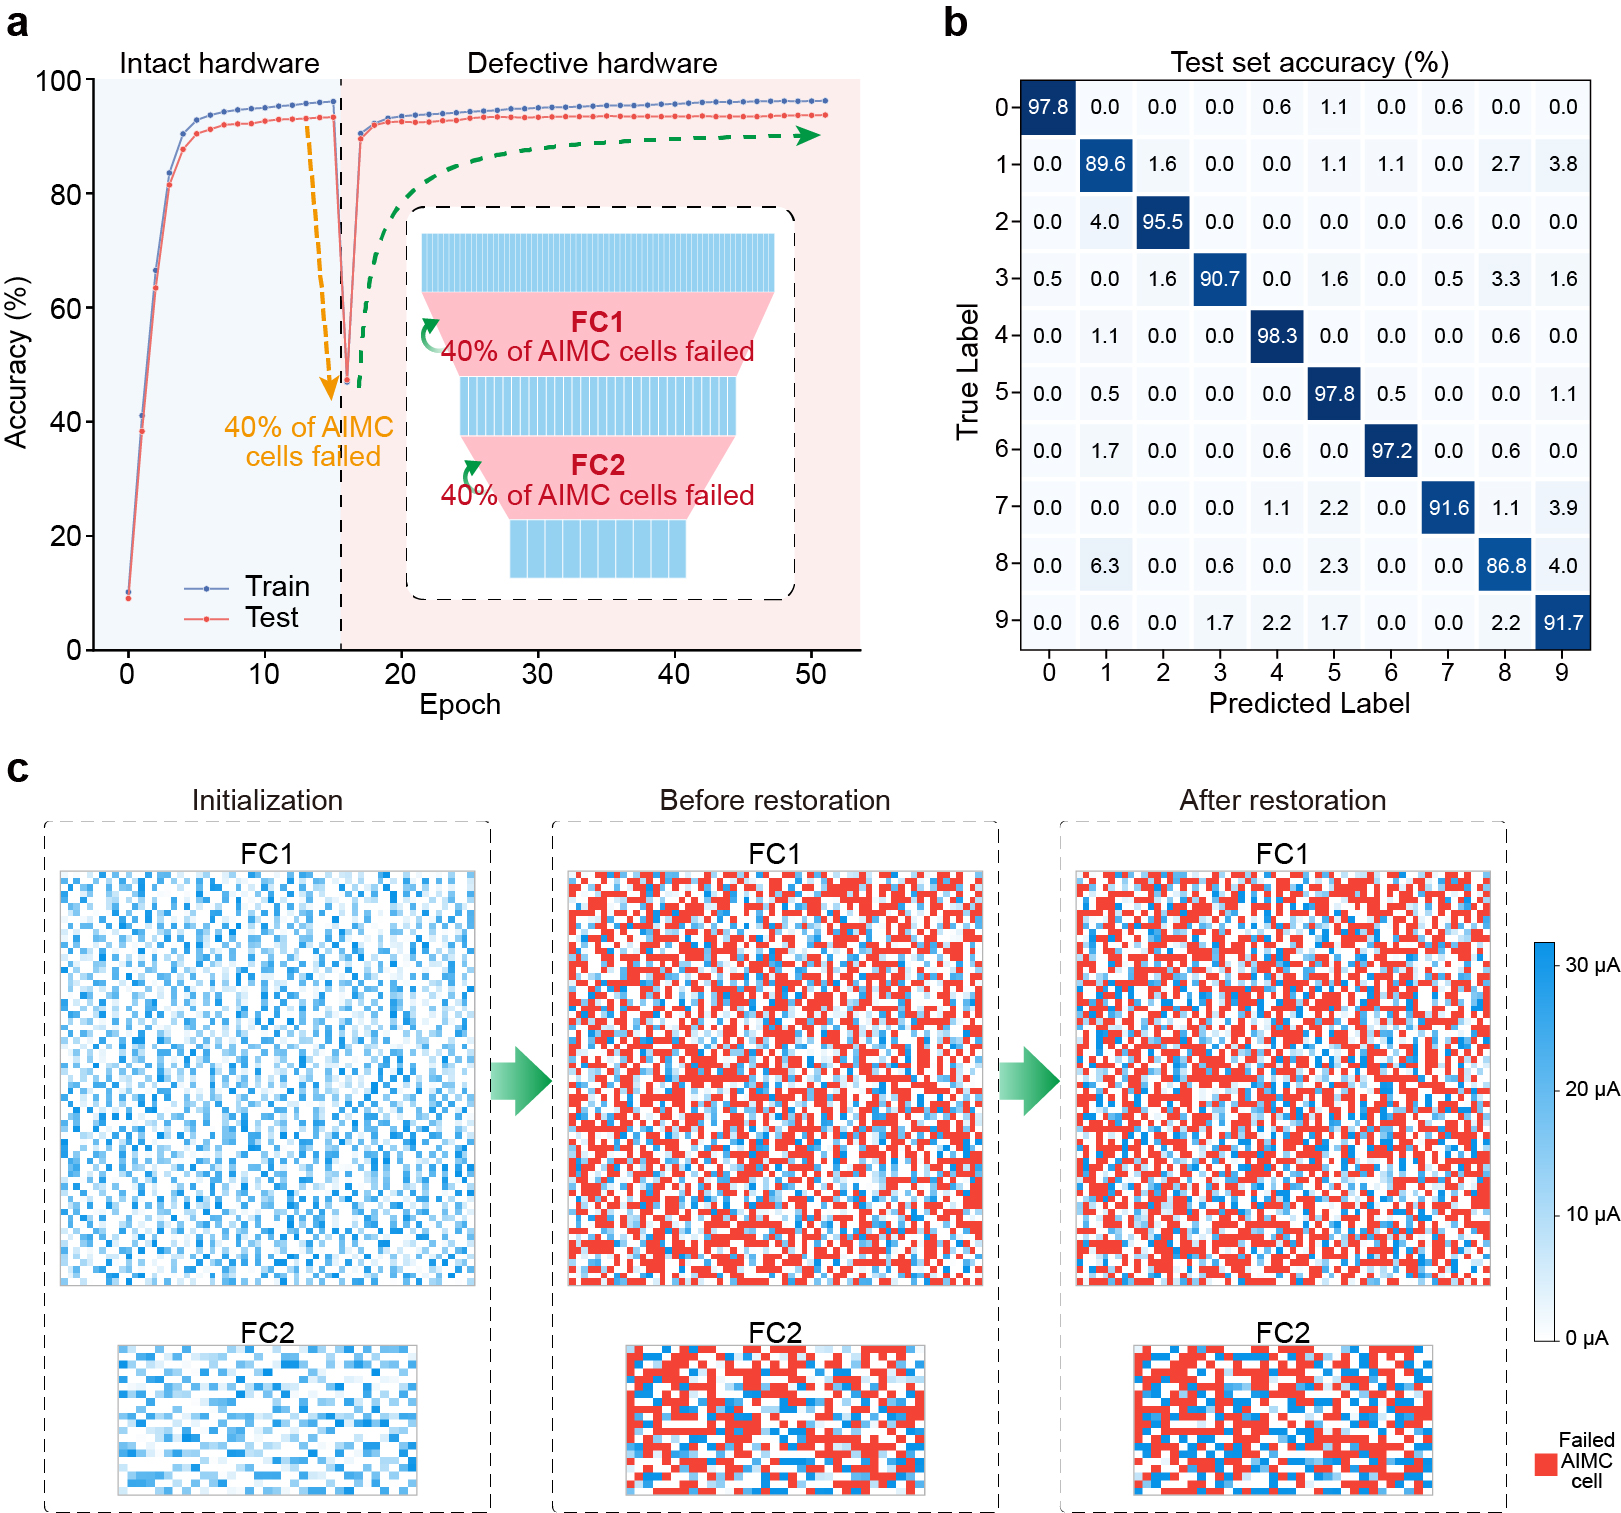 a
Intact hardware
Defective hardware
100
80
60
40
20
0
Accuracy (%)
40% of AIMC
cells failed
FC1
40% of AIMC cells failed
FC2
40% of AIMC cells failed
Train
Test
0 10 20 30 40 50
Epoch
b
Test set accuracy (%)
True Label
0 97.8 0.0 0.0 0.0 0.6 1.1 0.0 0.6 0.0 0.0
1 0.0 89.6 1.6 0.0 0.0 1.1 1.1 0.0 2.7 3.8
2 0.0 4.0 95.5 0.0 0.0 0.0 0.0 0.6 0.0 0.0
3 0.5 0.0 1.6 90.7 0.0 1.6 0.0 0.5 3.3 1.6
4 0.0 1.1 0.0 0.0 98.3 0.0 0.0 0.0 0.6 0.0
5 0.0 0.5 0.0 0.0 0.0 97.8 0.5 0.0 0.0 1.1
6 0.0 1.7 0.0 0.0 0.6 0.0 97.2 0.0 0.6 0.0
7 0.0 0.0 0.0 0.0 1.1 2.2 0.0 91.6 1.1 3.9
8 0.0 6.3 0.0 0.6 0.0 2.3 0.0 0.0 86.8 4.0
9 0.0 0.6 0.0 1.7 2.2 1.7 0.0 0.0 2.2 91.7
0 1 2 3 4 5 6 7 8 9
Predicted Label
c
Initialization
FC1
FC2
Before restoration
FC1
FC2
After restoration
FC1
FC2
30 µA
20 µA
10 µA
0 µA
Failed
AIMC
cell